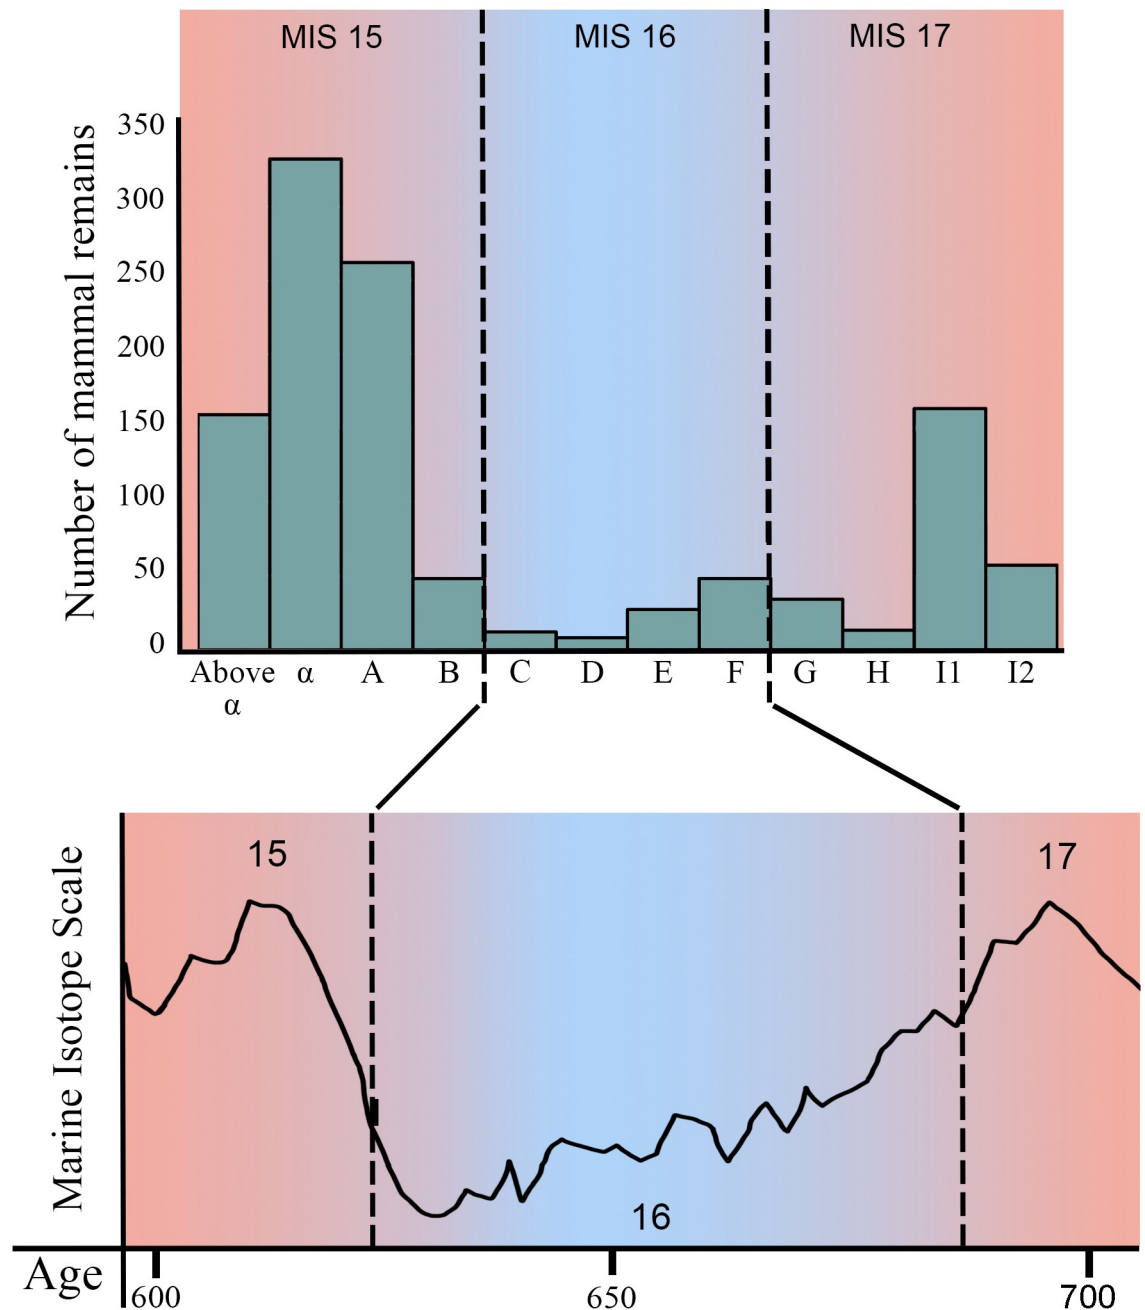 MIS 15 MIS 16 MIS 17
Number of mammal remains
350
300
250
200
150
100
50
0
Above α A B C D E F G H I1 I2
α
Marine Isotope Scale
15 17
16
Age
600 650 700